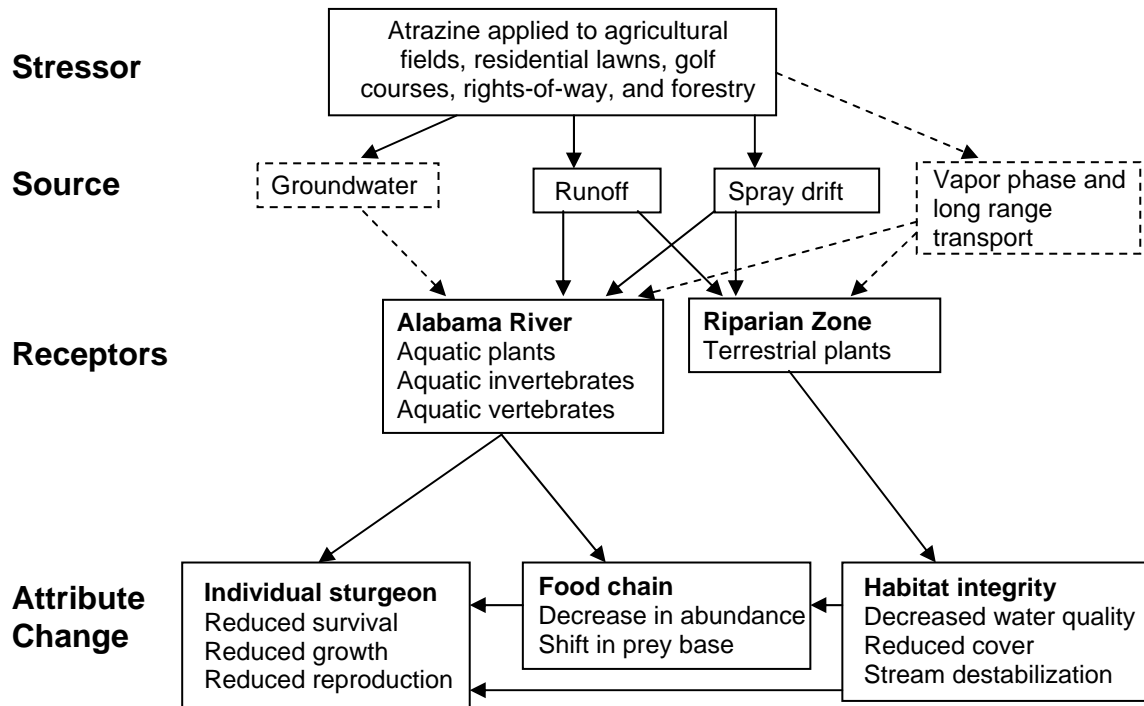 Stressor
Atrazine applied to agricultural
fields, residential lawns, golf
courses, rights-of-way, and forestry
Source
Groundwater
Runoff
Spray drift
Vapor phase and
long range
transport
Receptors
Alabama River
Aquatic plants
Aquatic invertebrates
Aquatic vertebrates
Riparian Zone
Terrestrial plants
Attribute
Change
Individual sturgeon
Reduced survival
Reduced growth
Reduced reproduction
Food chain
Decrease in abundance
Shift in prey base
Habitat integrity
Decreased water quality
Reduced cover
Stream destabilization